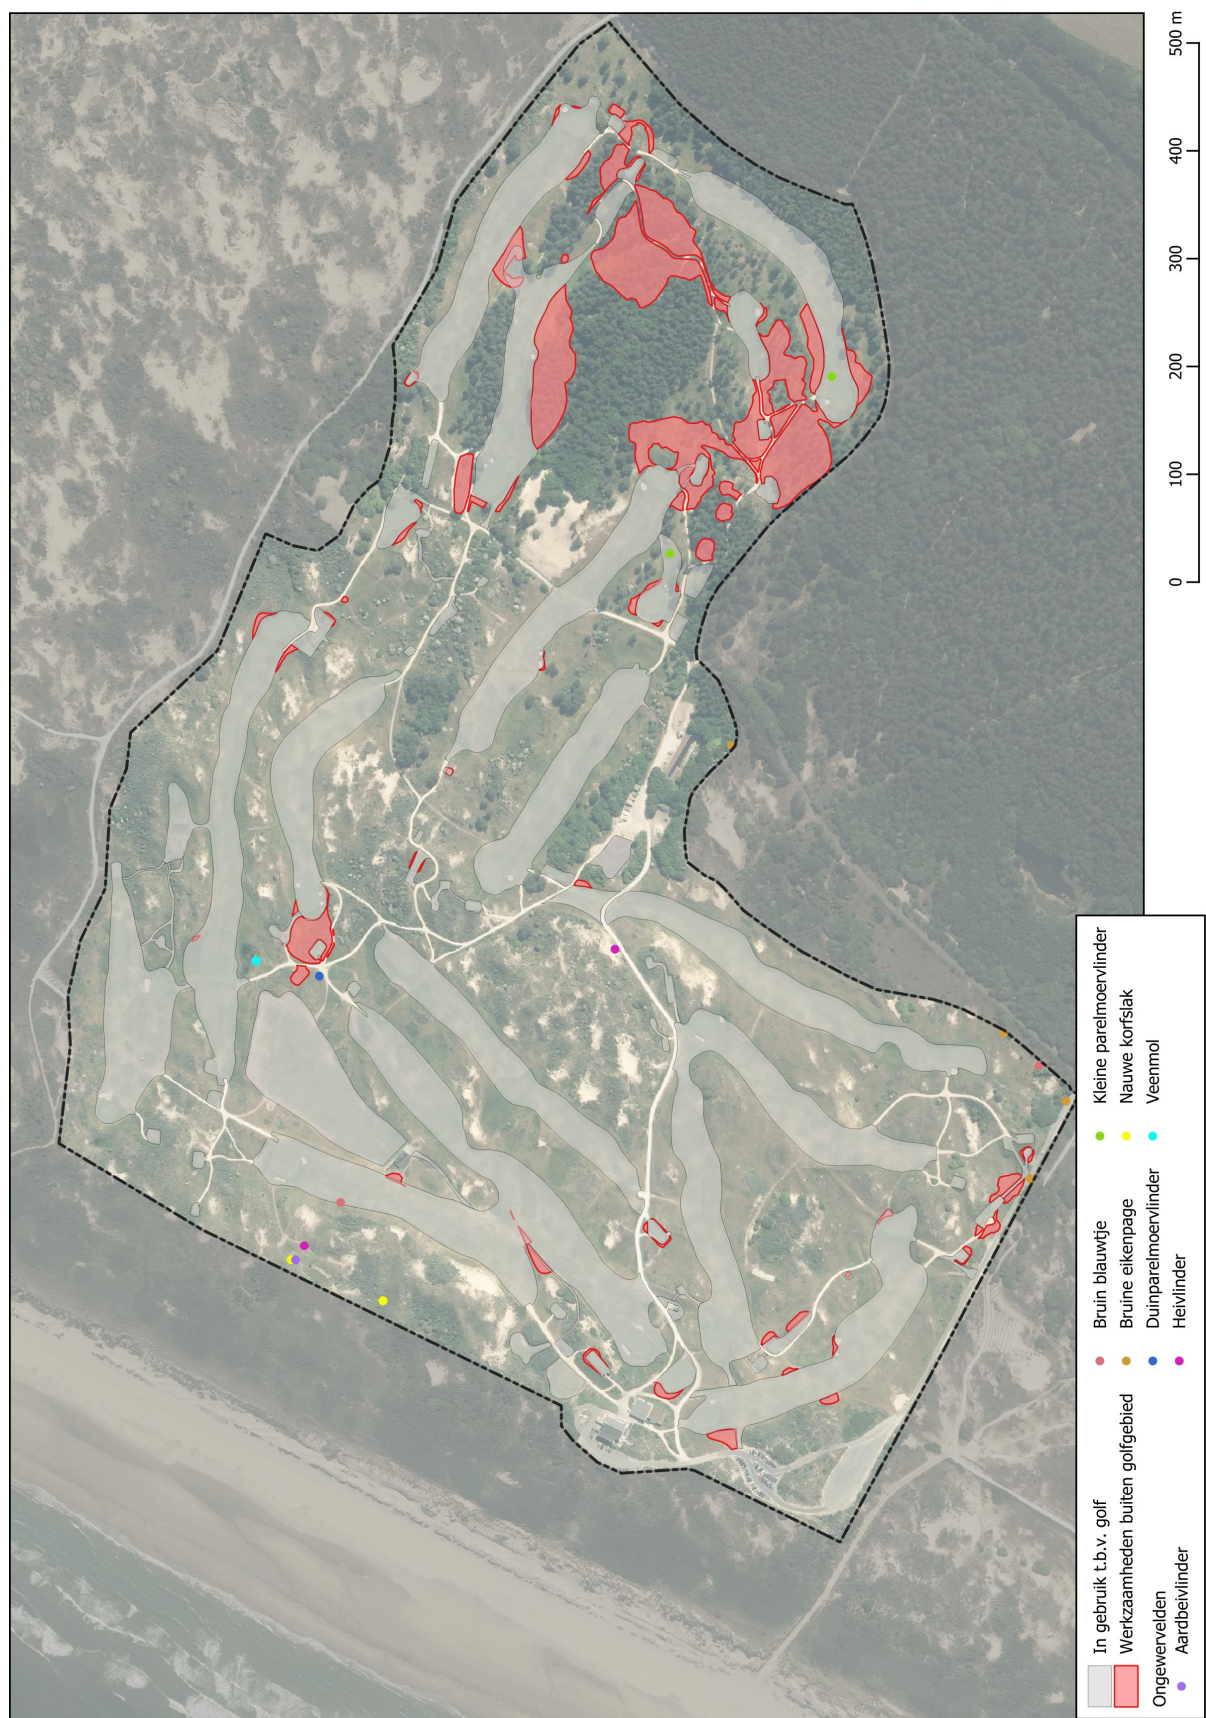 In gebruik t.b.v. golf
Werkzaamheden buiten golfgebied
Ongewervelden
Aardbeivlinder
Bruin blauwtje
Bruine eikenpage
Duinparelmoervlinder
Heivlinder
Kleine parelmoervlinder
Nauwe korfslak
Veenmol
0 100 200 300 400 500 m